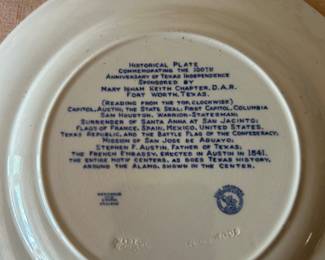 Historical Plate
Commemorating the 100th
Anniversary of Texas Independence
Sponsored by
Mary Isham Keith Chapter, D.A.R.
Fort Worth, Texas.
(Reading from the top, clockwise)
Capitol, Austin; the State Seal; First Capitol, Columbia
Sam Houston, Warrior-Statesman;
Surrender of Santa Anna at San Jacinto;
Flags of France, Spain, Mexico, United States,
Texas Republic, and the Battle Flag of the Confederacy;
Mission of San Jose de Aguayo;
Stephen F. Austin, Father of Texas;
The French Embassy, erected in Austin in 1841.
The entire motif centers, as does Texas history,
around the Alamo, shown in the center.